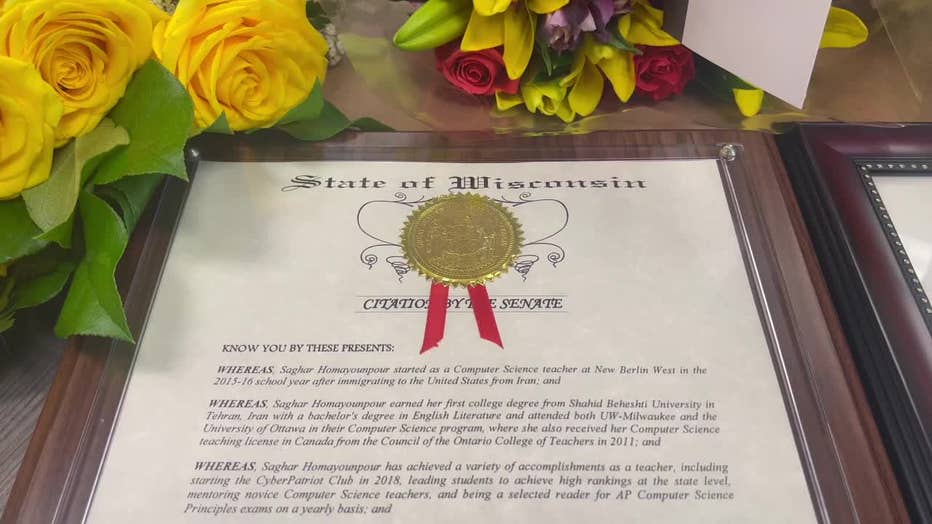 State of Wisconsin
CITATION BY THE SENATE
KNOW YOU BY THESE PRESENTS:
WHEREAS, Saghar Homayounpour started as a Computer Science teacher at New Berlin West in the
2015-16 school year after immigrating to the United States from Iran; and
WHEREAS, Saghar Homayounpour earned her first college degree from Shahid Beheshti University in
Tehran, Iran with a bachelor's degree in English Literature and attended both UW-Milwaukee and the
University of Ottawa in their Computer Science program, where she also received her Computer Science
teaching license in Canada from the Council of the Ontario College of Teachers in 2011; and
WHEREAS, Saghar Homayounpour has achieved a variety of accomplishments as a teacher, including
starting the CyberPatriot Club in 2018, leading students to achieve high rankings at the state level,
mentoring novice Computer Science teachers, and being a selected reader for AP Computer Science
Principles exams on a yearly basis; and